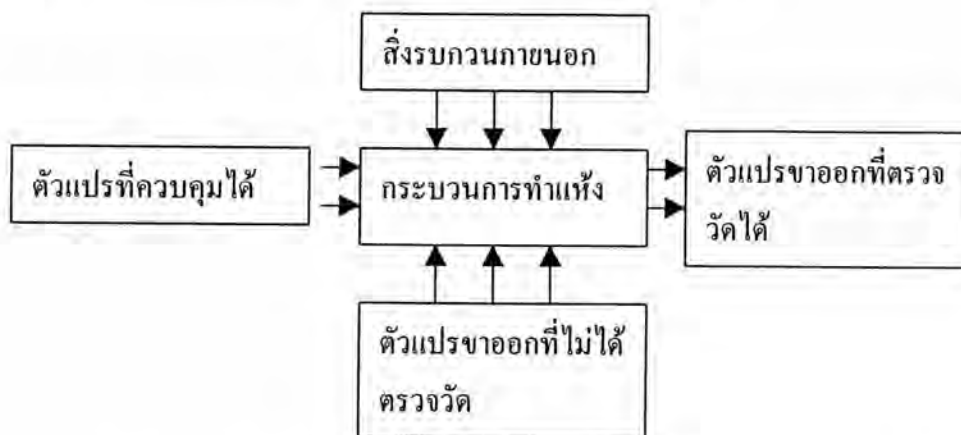 สิ่งรบกวนภายนอก
ตัวแปรที่ควบคุมได้
กระบวนการทำแห้ง
ตัวแปรขาออกที่ตรวจ
วัดได้
ตัวแปรขาออกที่ไม่ได้
ตรวจวัด